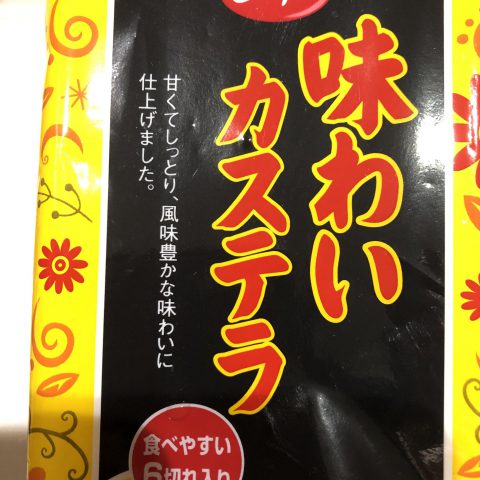 味わい
カステラ
甘くてしっとり、風味豊かな味わいに
仕上げました。
食べやすい
6切れ入り